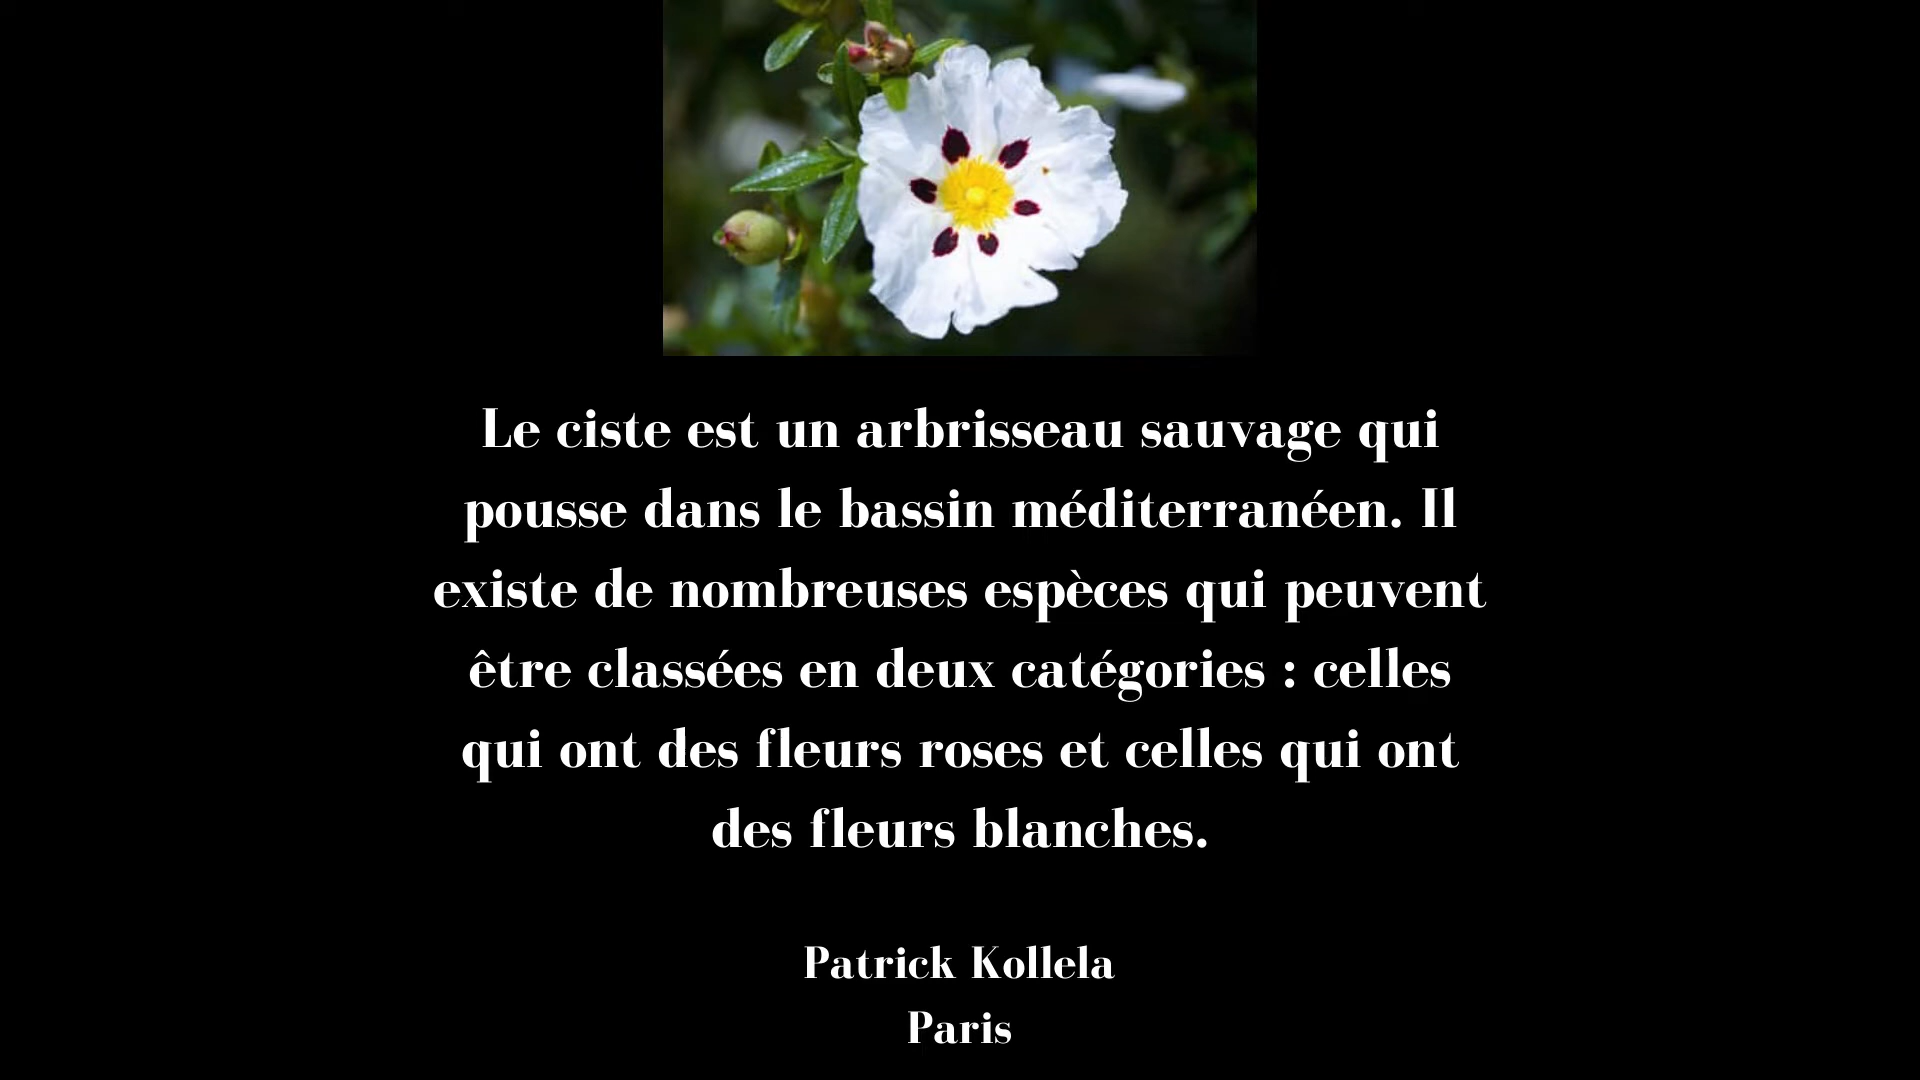 Le ciste est un arbrisseau sauvage qui
pousse dans le bassin méditerranéen. Il
existe de nombreuses espèces qui peuvent
être classées en deux catégories : celles
qui ont des fleurs roses et celles qui ont
des fleurs blanches.
Patrick Kollela
Paris